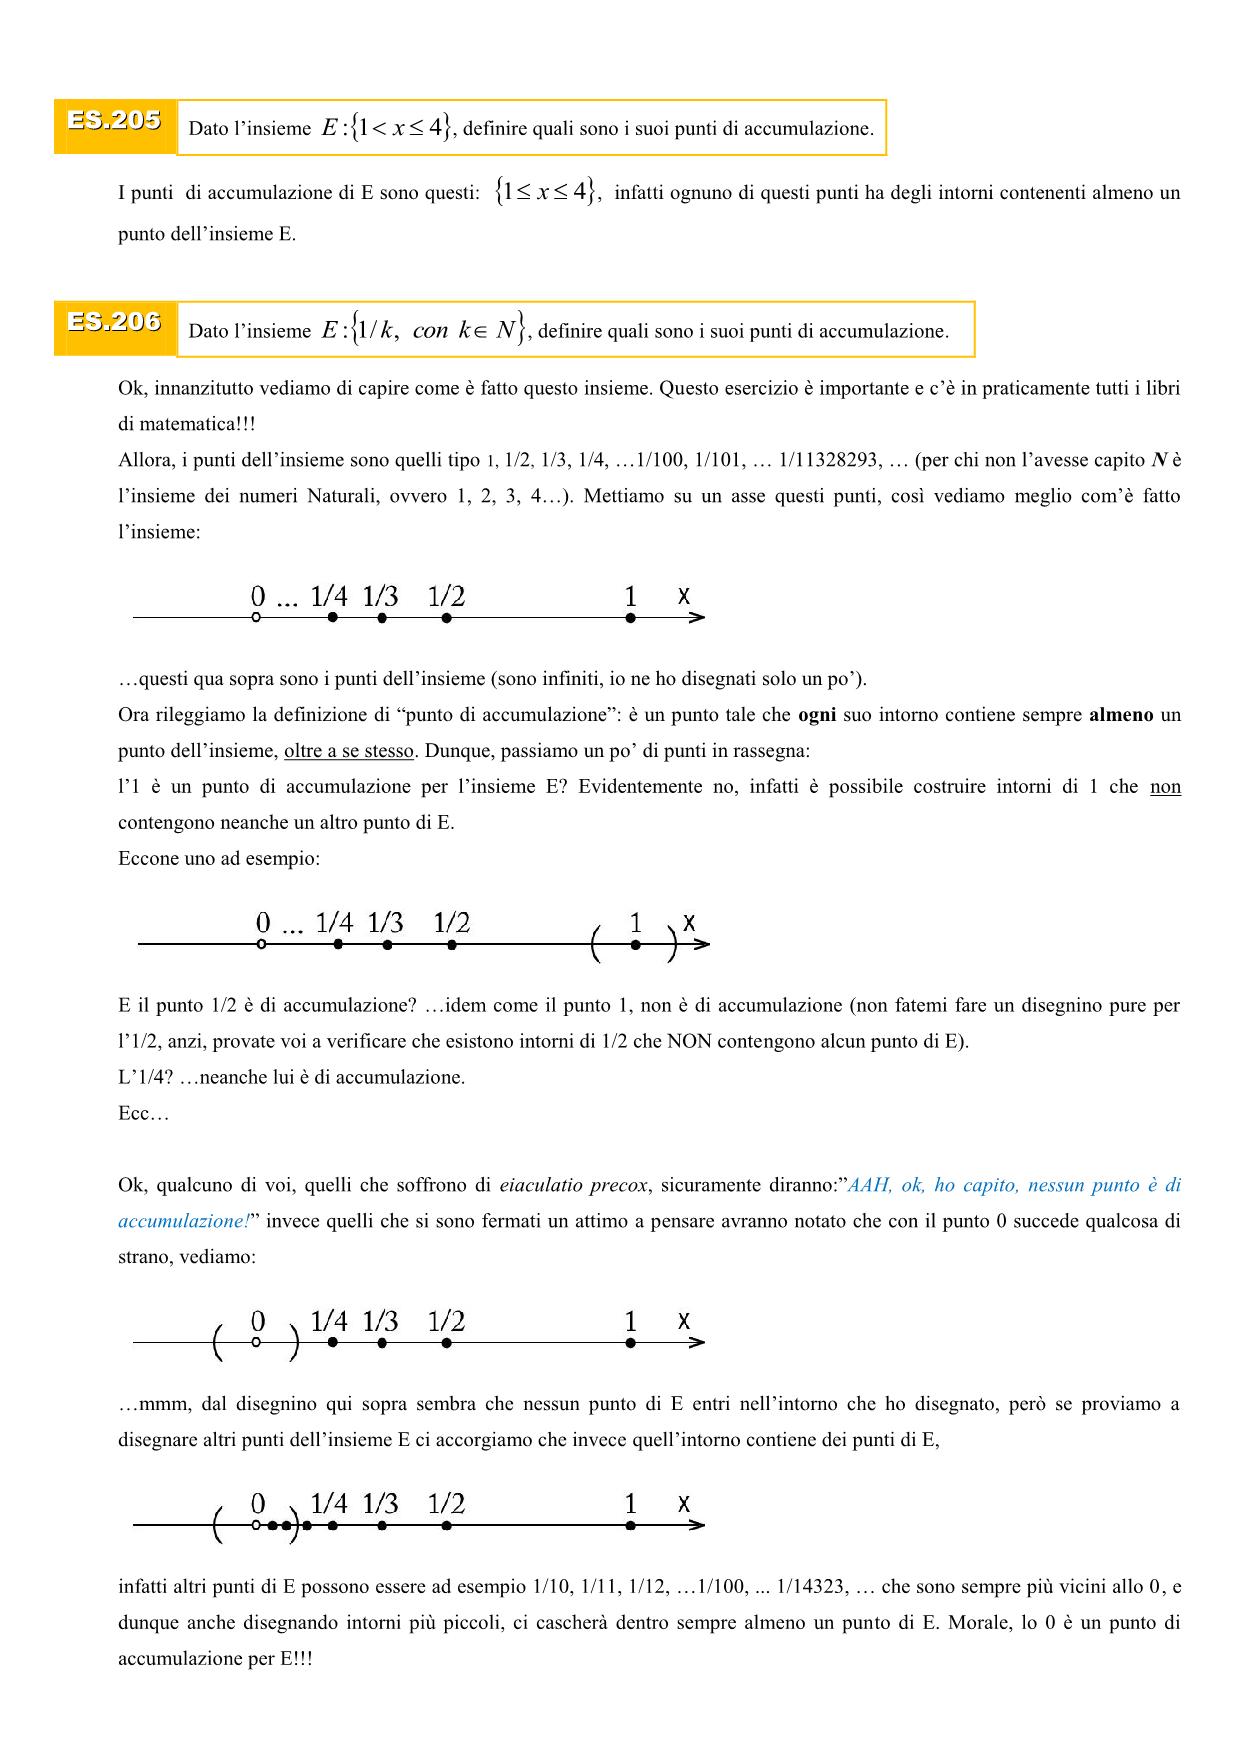 ES.205 Dato l’insieme E:{1< x ≤ 4}, definire quali sono i suoi punti di accumulazione.
I punti di accumulazione di E sono questi: {1≤ x ≤ 4}, infatti ognuno di questi punti ha degli intorni contenenti almeno un
punto dell’insieme E.
ES.206 Dato l’insieme E:{1/k, con k∈ N}, definire quali sono i suoi punti di accumulazione.
Ok, innanzitutto vediamo di capire come è fatto questo insieme. Questo esercizio è importante e c’è in praticamente tutti i libri
di matematica!!!
Allora, i punti dell’insieme sono quelli tipo 1, 1/2, 1/3, 1/4, …1/100, 1/101, … 1/11328293, … (per chi non l’avesse capito N è
l’insieme dei numeri Naturali, ovvero 1, 2, 3, 4…). Mettiamo su un asse questi punti, così vediamo meglio com’è fatto
l’insieme:
0 ... 1/4 1/3 1/2 1 X
…questi qua sopra sono i punti dell’insieme (sono infiniti, io ne ho disegnati solo un po’).
Ora rileggiamo la definizione di “punto di accumulazione”: è un punto tale che ogni suo intorno contiene sempre almeno un
punto dell’insieme, oltre a se stesso. Dunque, passiamo un po’ di punti in rassegna:
l’1 è un punto di accumulazione per l’insieme E? Evidentemente no, infatti è possibile costruire intorni di 1 che non
contengono neanche un altro punto di E.
Eccone uno ad esempio:
0 ... 1/4 1/3 1/2 ( 1 ) X
E il punto 1/2 è di accumulazione? …idem come il punto 1, non è di accumulazione (non fatemi fare un disegnino pure per
l’1/2, anzi, provate voi a verificare che esistono intorni di 1/2 che NON contengono alcun punto di E).
L’1/4? …neanche lui è di accumulazione.
Ecc…
Ok, qualcuno di voi, quelli che soffrono di eiaculatio precox, sicuramente diranno:”AAH, ok, ho capito, nessun punto è di
accumulazione!” invece quelli che si sono fermati un attimo a pensare avranno notato che con il punto 0 succede qualcosa di
strano, vediamo:
( 0 ) 1/4 1/3 1/2 1 X
…mmm, dal disegnino qui sopra sembra che nessun punto di E entri nell’intorno che ho disegnato, però se proviamo a
disegnare altri punti dell’insieme E ci accorgiamo che invece quell’intorno contiene dei punti di E,
( 0 ) 1/4 1/3 1/2 1 X
infatti altri punti di E possono essere ad esempio 1/10, 1/11, 1/12, …1/100, ... 1/14323, … che sono sempre più vicini allo 0, e
dunque anche disegnando intorni più piccoli, ci cascherà dentro sempre almeno un punto di E. Morale, lo 0 è un punto di
accumulazione per E!!!